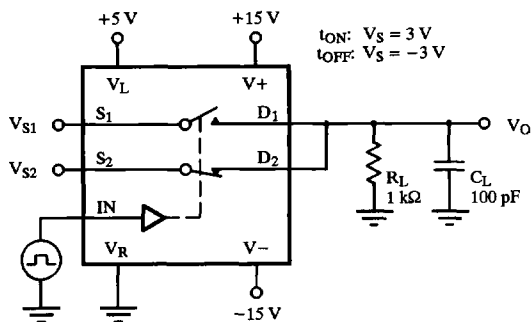 +5 V
+15 V
tON: VS = 3 V
tOFF: VS = −3 V
VL
V+
VS1
S1
D1
VO
VS2
S2
D2
IN
RL
1 kΩ
CL
100 pF
VR
V−
−15 V